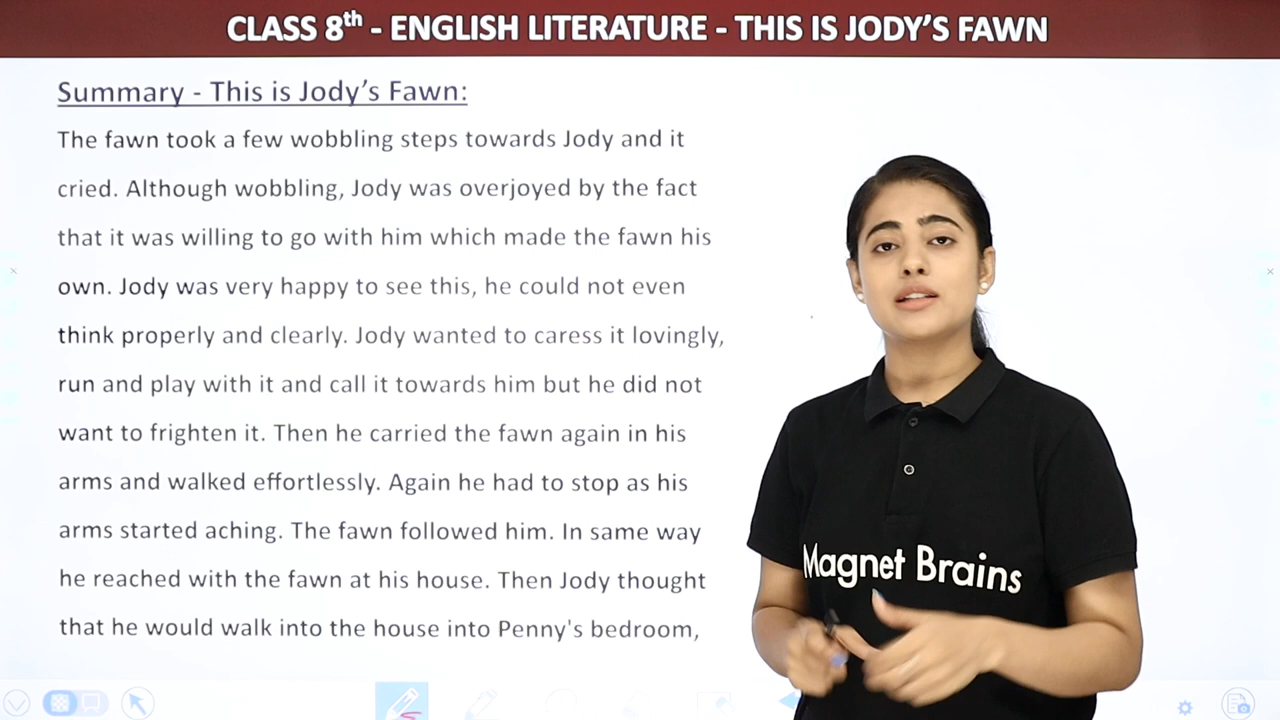 CLASS 8th - ENGLISH LITERATURE - THIS IS JODY'S FAWN
Summary - This is Jody's Fawn:
The fawn took a few wobbling steps towards Jody and it
cried. Although wobbling, Jody was overjoyed by the fact
that it was willing to go with him which made the fawn his
own. Jody was very happy to see this, he could not even
think properly and clearly. Jody wanted to caress it lovingly,
run and play with it and call it towards him but he did not
want to frighten it. Then he carried the fawn again in his
arms and walked effortlessly. Again he had to stop as his
arms started aching. The fawn followed him. In same way
he reached with the fawn at his house. Then Jody thought
that he would walk into the house into Penny's bedroom,
Magnet Brains